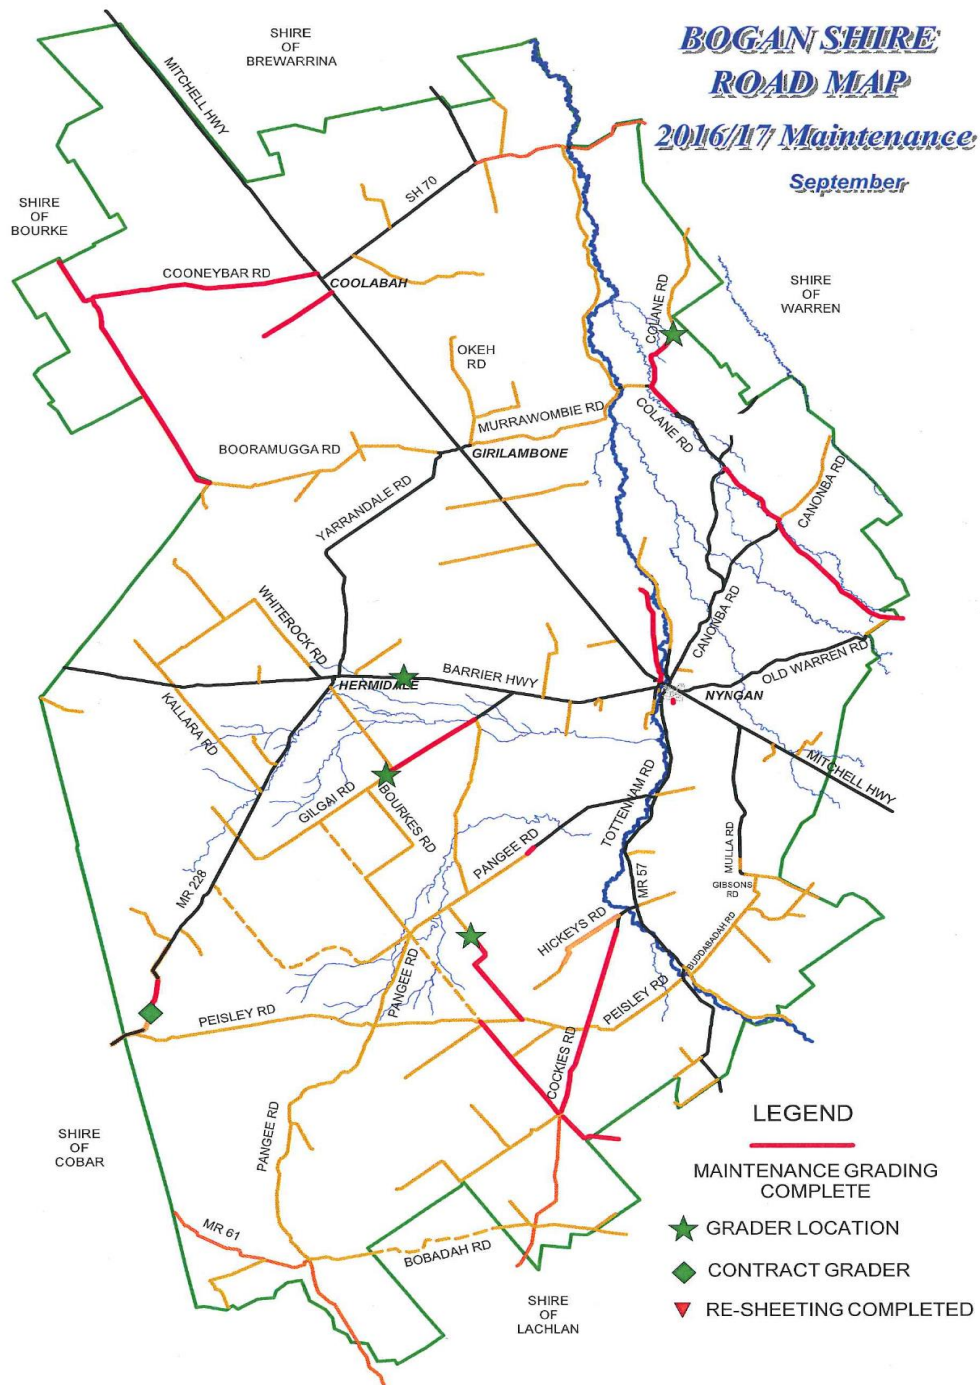 BOGAN SHIRE
ROAD MAP
2016/17 Maintenance
September
SHIRE
OF
BREWARRINA
MITCHELL HWY
SH 70
SHIRE
OF
BOURKE
COONEYBAR RD
COOLABAH
SHIRE
OF
WARREN
COLANE RD
OKEH
RD
MURRAWOMBIE RD
COLANE RD
BOORAMUGGA RD
GIRILAMBONE
CANONBA RD
YARRANDALE RD
WHITEROCK RD
CANONBA RD
OLD WARREN RD
BARRIER HWY
HERMIDALE
NYNGAN
KALLARA RD
MITCHELL HWY
TOTTENHAM RD
GILGAI RD
BOURKES RD
PANGEE RD
MULLA RD
MR 228
MR 57
GIBSONS
RD
HICKEYS RD
BUDDABADAH RD
PANGEE RD
PEISLEY RD
PEISLEY RD
COCKIES RD
PANGEE RD
SHIRE
OF
COBAR
MR 61
BOBADAH RD
SHIRE
OF
LACHLAN
LEGEND
MAINTENANCE GRADING
COMPLETE
GRADER LOCATION
CONTRACT GRADER
RE-SHEETING COMPLETED